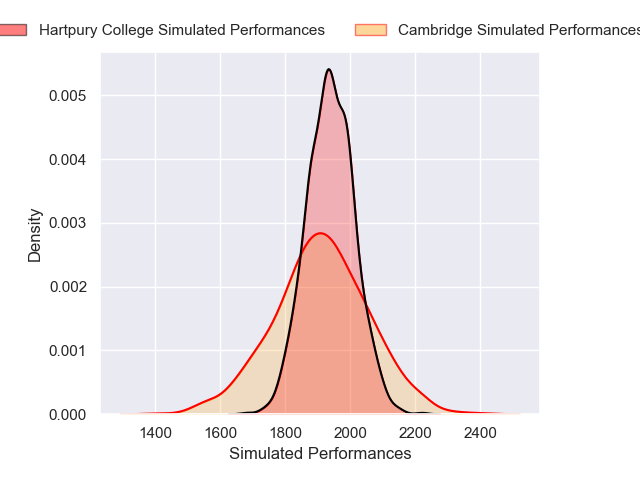 Hartpury College Simulated Performances
Cambridge Simulated Performances
0.005
0.004
0.003
0.002
0.001
0.000
Density
1400 1600 1800 2000 2200 2400
Simulated Performances